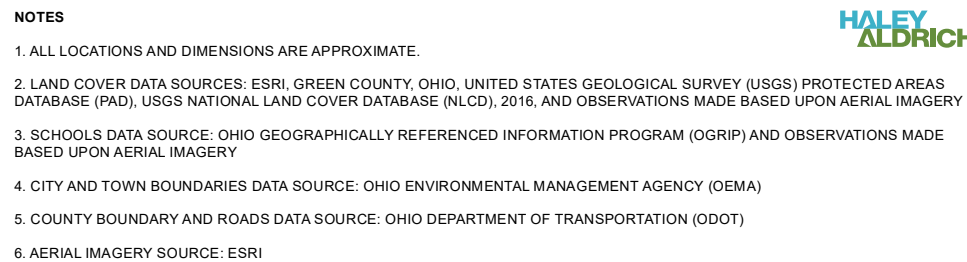 NOTES
HALEY
ALDRICH
1. ALL LOCATIONS AND DIMENSIONS ARE APPROXIMATE.
2. LAND COVER DATA SOURCES: ESRI, GREEN COUNTY, OHIO, UNITED STATES GEOLOGICAL SURVEY (USGS) PROTECTED AREAS
DATABASE (PAD), USGS NATIONAL LAND COVER DATABASE (NLCD), 2016, AND OBSERVATIONS MADE BASED UPON AERIAL IMAGERY
3. SCHOOLS DATA SOURCE: OHIO GEOGRAPHICALLY REFERENCED INFORMATION PROGRAM (OGRIP) AND OBSERVATIONS MADE
BASED UPON AERIAL IMAGERY
4. CITY AND TOWN BOUNDARIES DATA SOURCE: OHIO ENVIRONMENTAL MANAGEMENT AGENCY (OEMA)
5. COUNTY BOUNDARY AND ROADS DATA SOURCE: OHIO DEPARTMENT OF TRANSPORTATION (ODOT)
6. AERIAL IMAGERY SOURCE: ESRI